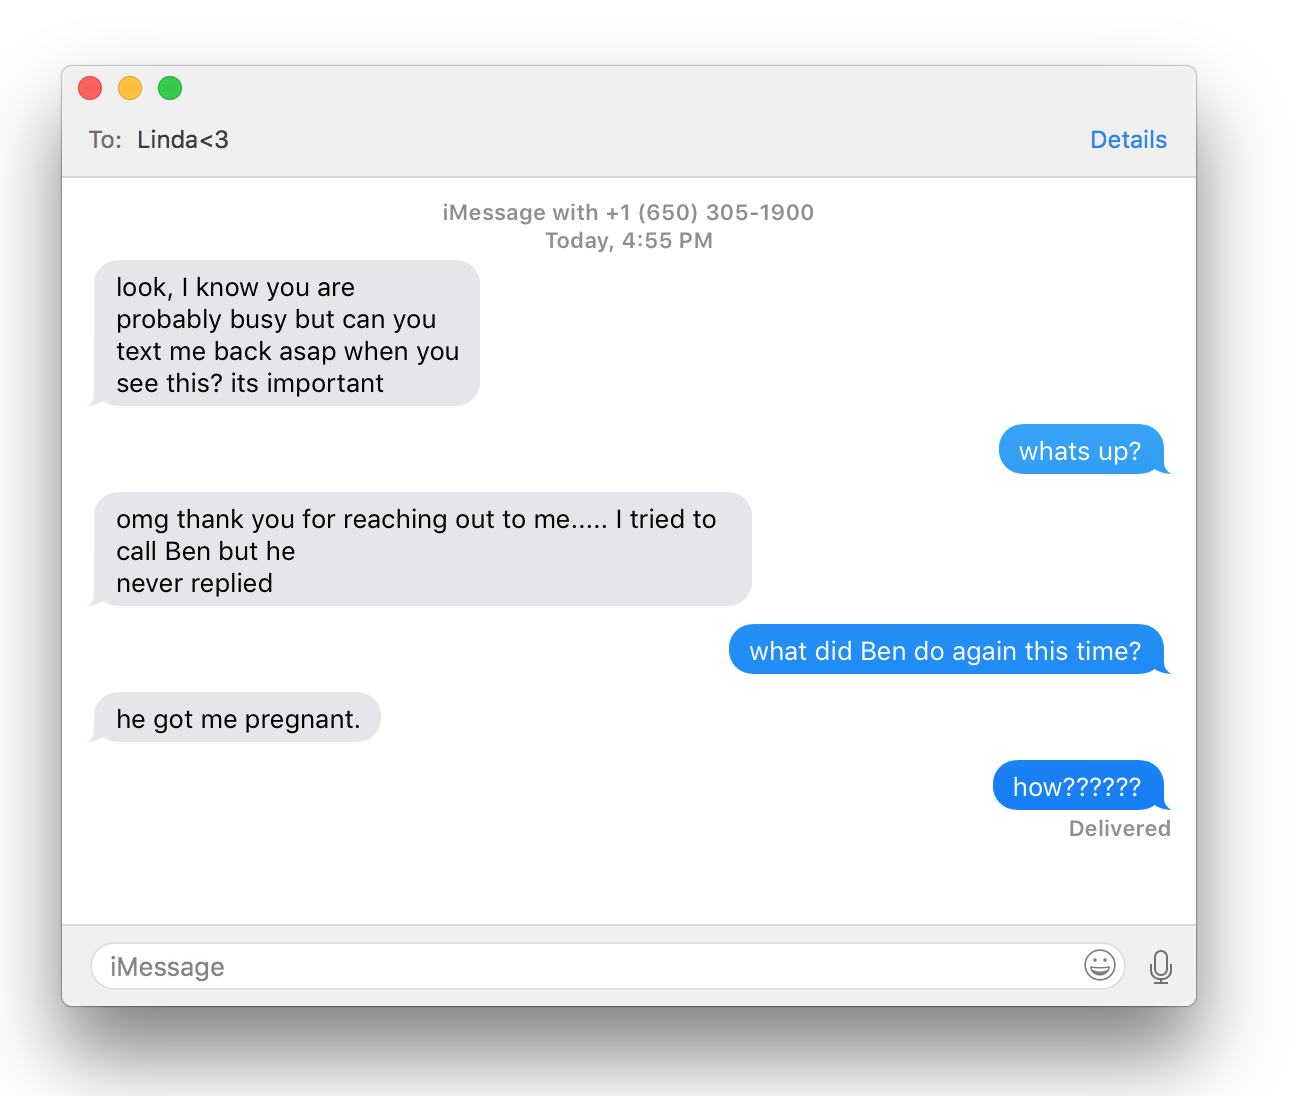 To: Linda<3
Details
iMessage with +1 (650) 305-1900
Today, 4:55 PM
look, I know you are
probably busy but can you
text me back asap when you
see this? its important
whats up?
omg thank you for reaching out to me..... I tried to
call Ben but he
never replied
what did Ben do again this time?
he got me pregnant.
how??????
Delivered
iMessage